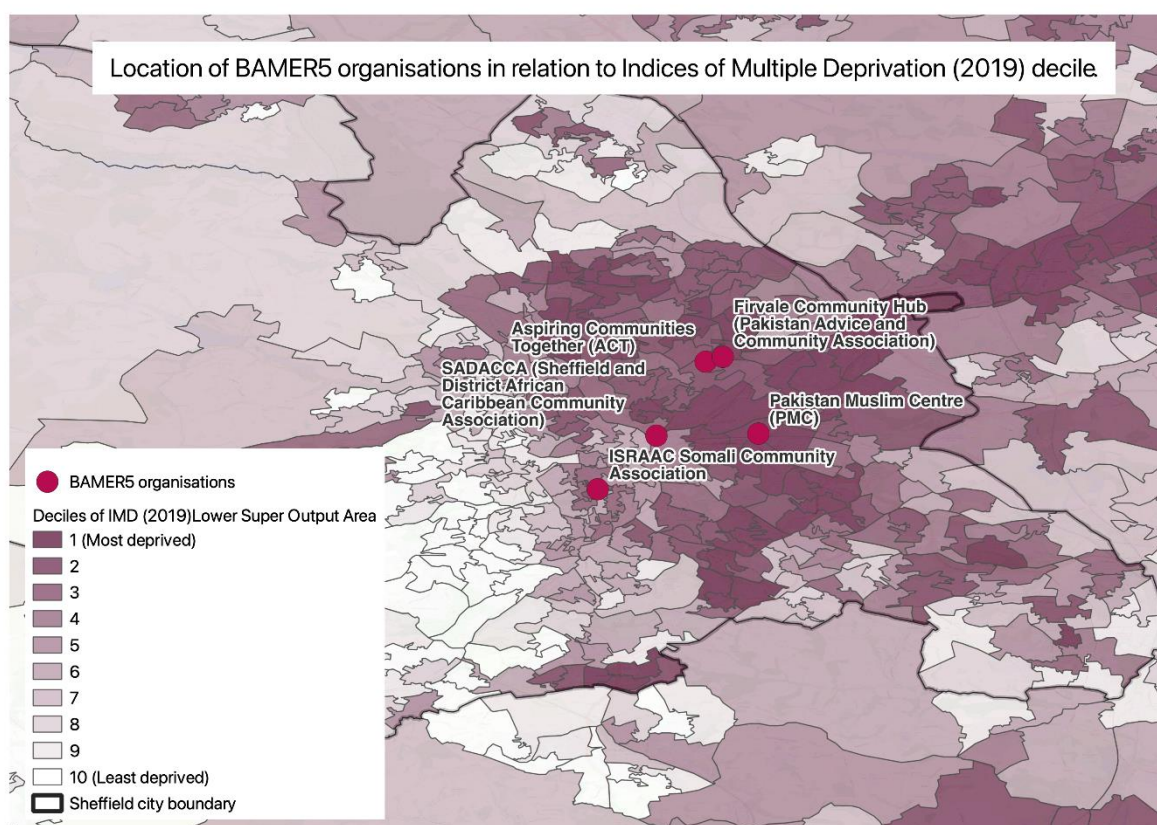 Location of BAMER5 organisations in relation to Indices of Multiple Deprivation (2019) decile.
Firvale Community Hub
(Pakistan Advice and
Community Association)
Aspiring Communities
Together (ACT)
SADACCA (Sheffield and
District African
Caribbean Community
Association)
Pakistan Muslim Centre
(PMC)
ISRAAC Somali Community
Association
BAMER5 organisations
Deciles of IMD (2019)Lower Super Output Area
1 (Most deprived)
2
3
4
5
6
7
8
9
10 (Least deprived)
Sheffield city boundary